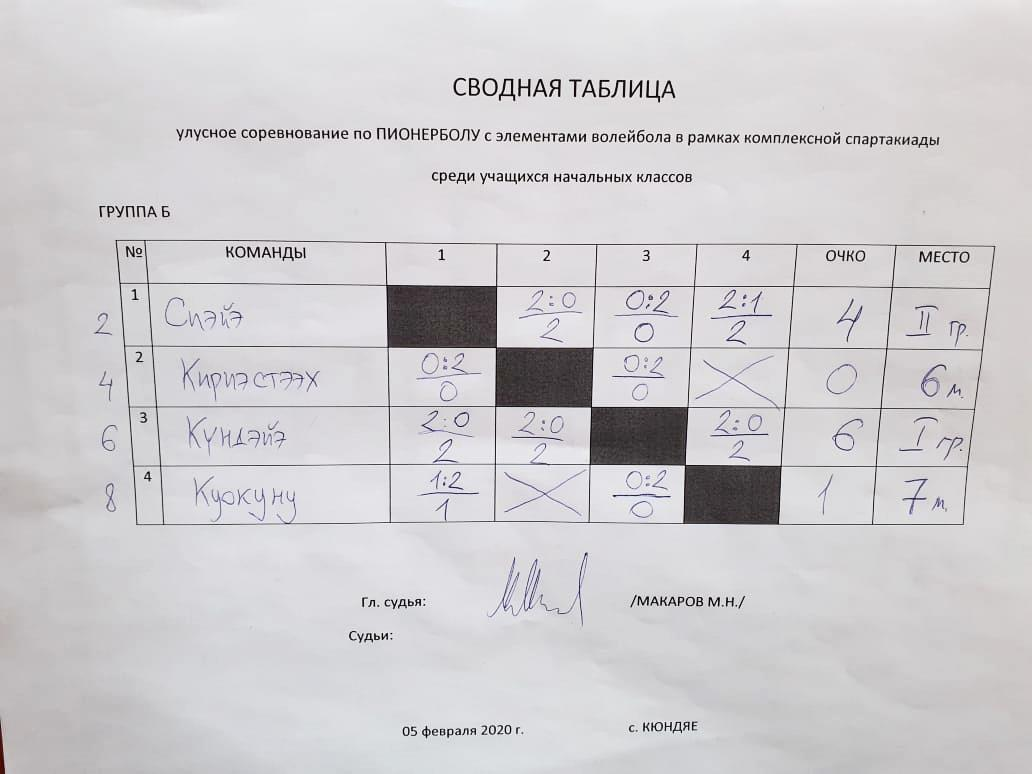 СВОДНАЯ ТАБЛИЦА
улусное соревнование по ПИОНЕРБОЛУ с элементами волейбола в рамках комплексной спартакиады
среди учащихся начальных классов
ГРУППА Б
№ КОМАНДЫ 1 2 3 4 ОЧКО МЕСТО
2 1 Сиэйэ 2:0/2 0:2/0 2:1/2 4 II гр.
4 2 Кириэстээх 0:2/0 0:2/0 0 6 м.
6 3 Күндэйэ 2:0/2 2:0/2 2:0/2 6 I гр.
8 4 Куокуну 1:2/1 0:2/0 1 7 м.
Гл. судья: /МАКАРОВ М.Н./
Судьи:
05 февраля 2020 г. с. КЮНДЯЕ